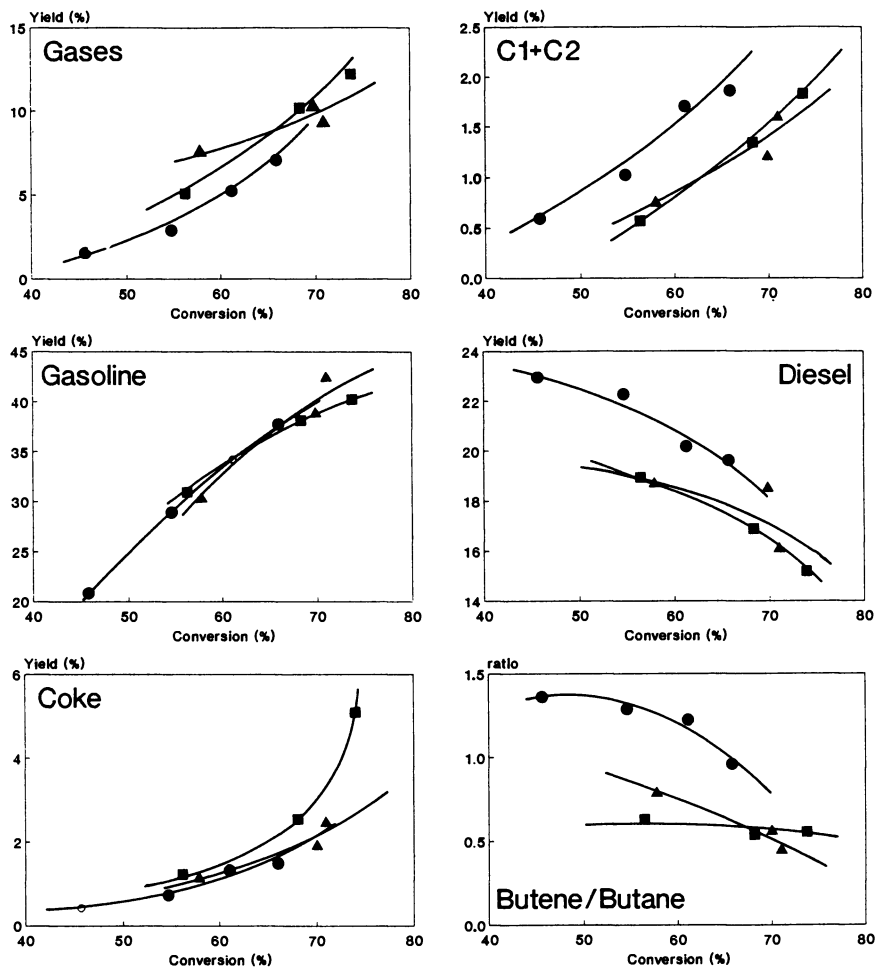 Yield (%)
Gases
15
10
5
0
40 50 60 70 80
Conversion (%)
Yield (%)
C1+C2
2.5
2.0
1.5
1.0
0.5
0.0
40 50 60 70 80
Conversion (%)
Yield (%)
Gasoline
45
40
35
30
25
20
40 50 60 70 80
Conversion (%)
Yield (%)
Diesel
24
22
20
18
16
14
40 50 60 70 80
Conversion (%)
Yield (%)
Coke
6
4
2
0
40 50 60 70 80
Conversion (%)
ratio
1.5
1.0
0.5
0.0
Butene/Butane
40 50 60 70 80
Conversion (%)